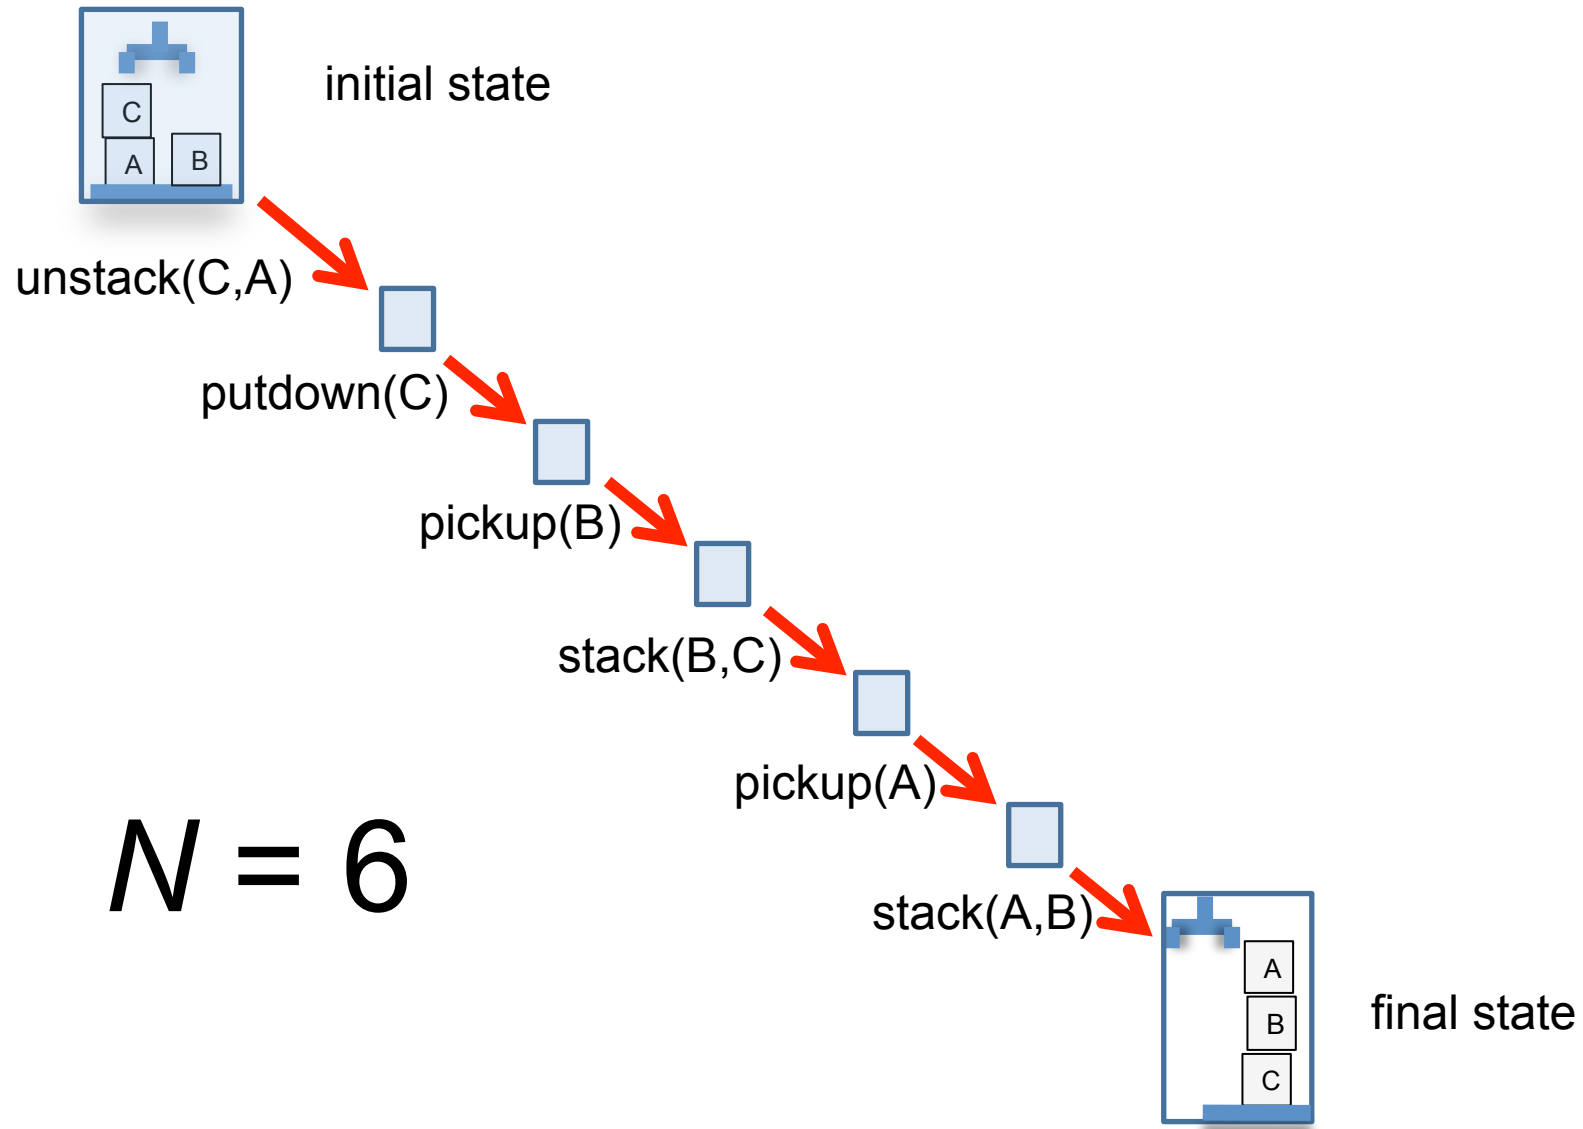 initial state
C
A B
unstack(C,A)
putdown(C)
pickup(B)
stack(B,C)
pickup(A)
N = 6
stack(A,B)
A
B
C
final state